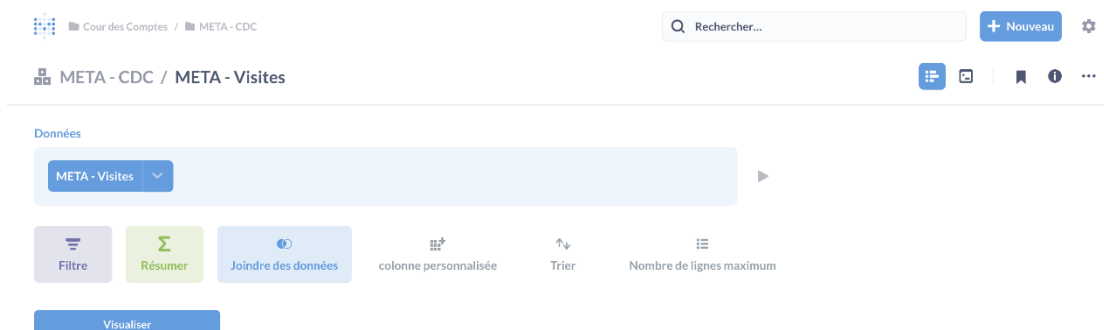 Cour des Comptes / META - CDC
Rechercher...
+ Nouveau
META - CDC / META - Visites
Données
META - Visites
Filtre
Résumer
Joindre des données
colonne personnalisée
Trier
Nombre de lignes maximum
Visualiser